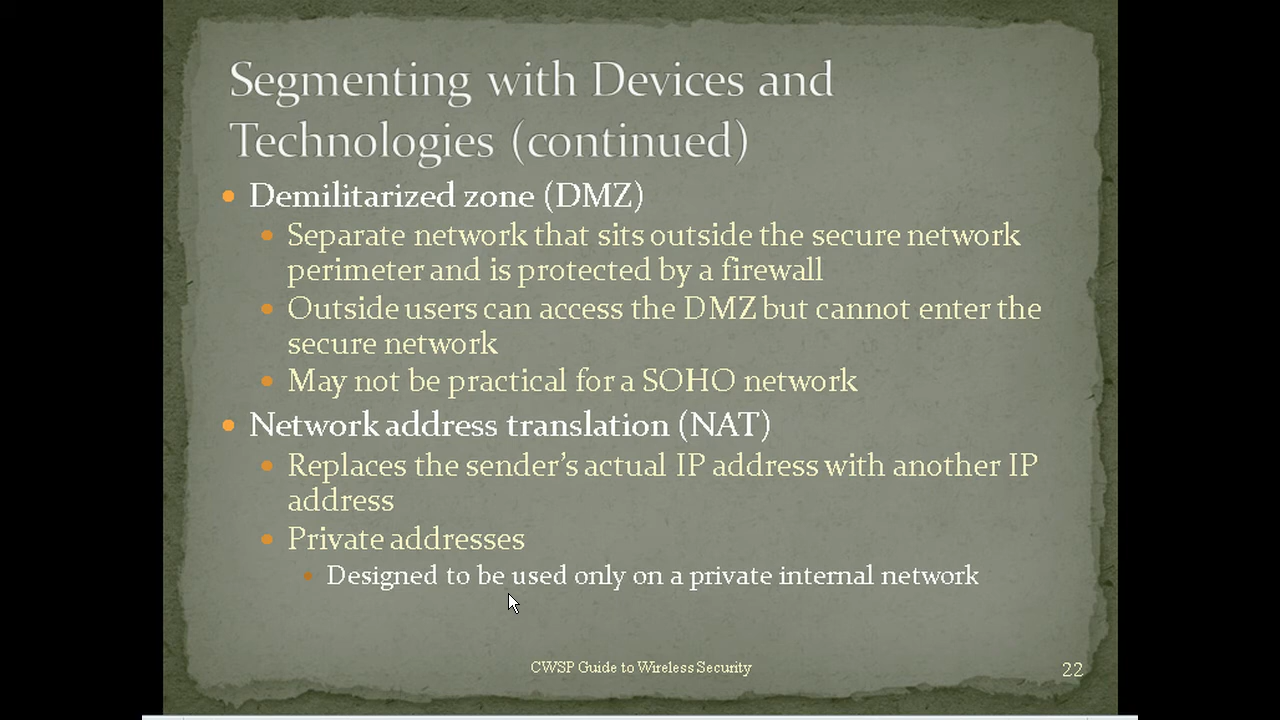 Segmenting with Devices and
Technologies (continued)
• Demilitarized zone (DMZ)
• Separate network that sits outside the secure network
perimeter and is protected by a firewall
• Outside users can access the DMZ but cannot enter the
secure network
• May not be practical for a SOHO network
• Network address translation (NAT)
• Replaces the sender’s actual IP address with another IP
address
• Private addresses
• Designed to be used only on a private internal network
CWSP Guide to Wireless Security
22